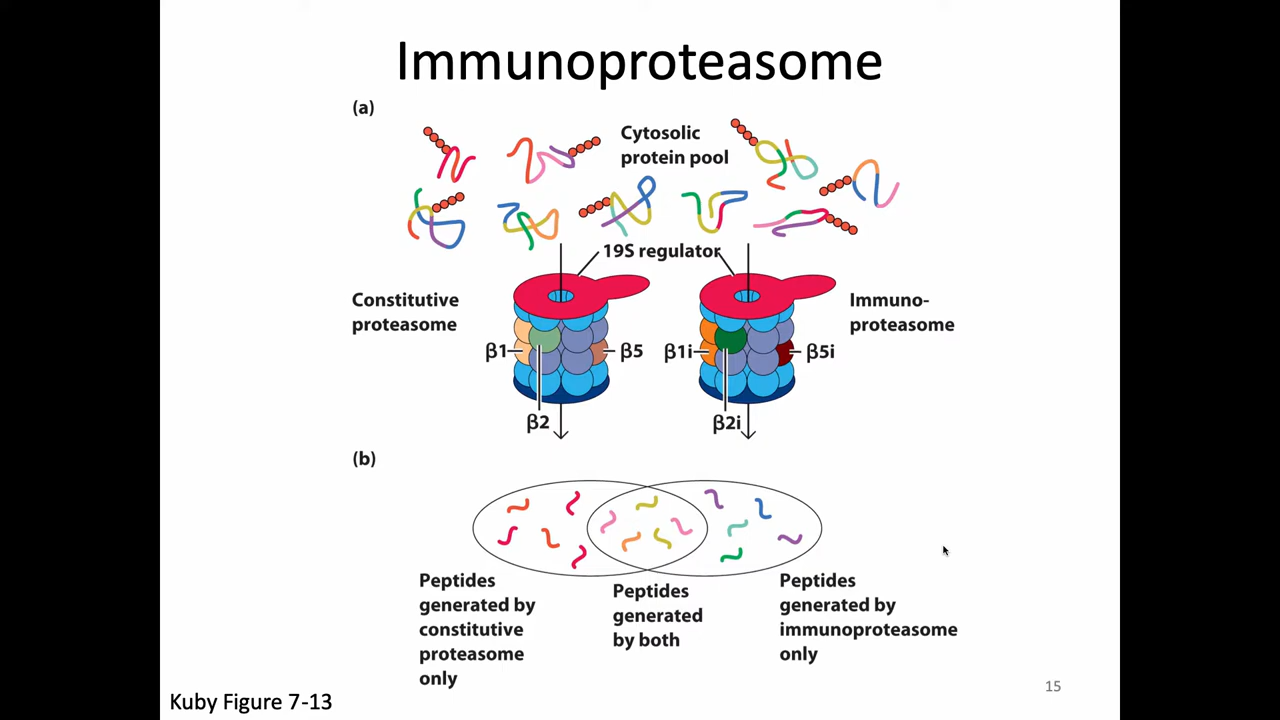 Immunoproteasome
(a)
Cytosolic
protein pool
19S regulator
Constitutive
proteasome
Immuno-
proteasome
β1
β5
β1i
β5i
β2
β2i
(b)
Peptides
generated by
constitutive
proteasome
only
Peptides
generated
by both
Peptides
generated by
immunoproteasome
only
15
Kuby Figure 7-13